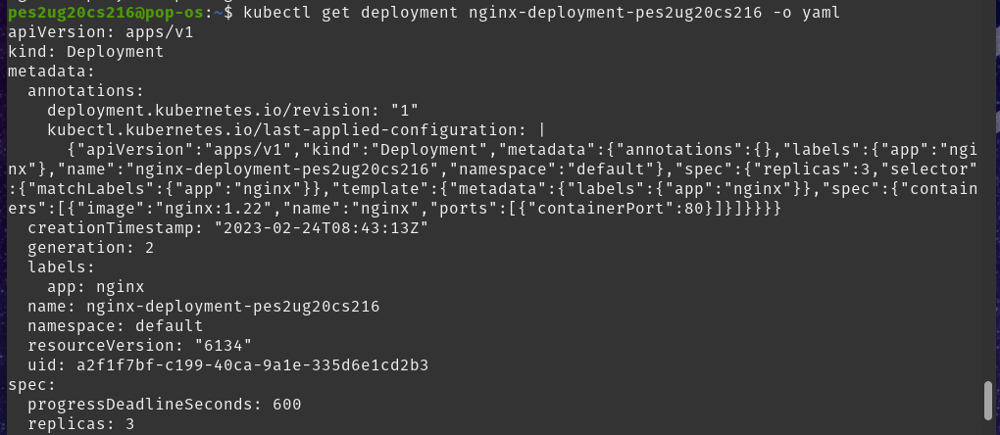 pes2ug20cs216@pop-os:~$ kubectl get deployment nginx-deployment-pes2ug20cs216 -o yaml
apiVersion: apps/v1
kind: Deployment
metadata:
  annotations:
    deployment.kubernetes.io/revision: "1"
    kubectl.kubernetes.io/last-applied-configuration: |
      {"apiVersion":"apps/v1","kind":"Deployment","metadata":{"annotations":{},"labels":{"app":"ngi
nx"},"name":"nginx-deployment-pes2ug20cs216","namespace":"default"},"spec":{"replicas":3,"selector"
:{"matchLabels":{"app":"nginx"}},"template":{"metadata":{"labels":{"app":"nginx"}},"spec":{"contain
ers":[{"image":"nginx:1.22","name":"nginx","ports":[{"containerPort":80}]}]}}}}
  creationTimestamp: "2023-02-24T08:43:13Z"
  generation: 2
  labels:
    app: nginx
  name: nginx-deployment-pes2ug20cs216
  namespace: default
  resourceVersion: "6134"
  uid: a2f1f7bf-c199-40ca-9a1e-335d6e1cd2b3
spec:
  progressDeadlineSeconds: 600
  replicas: 3